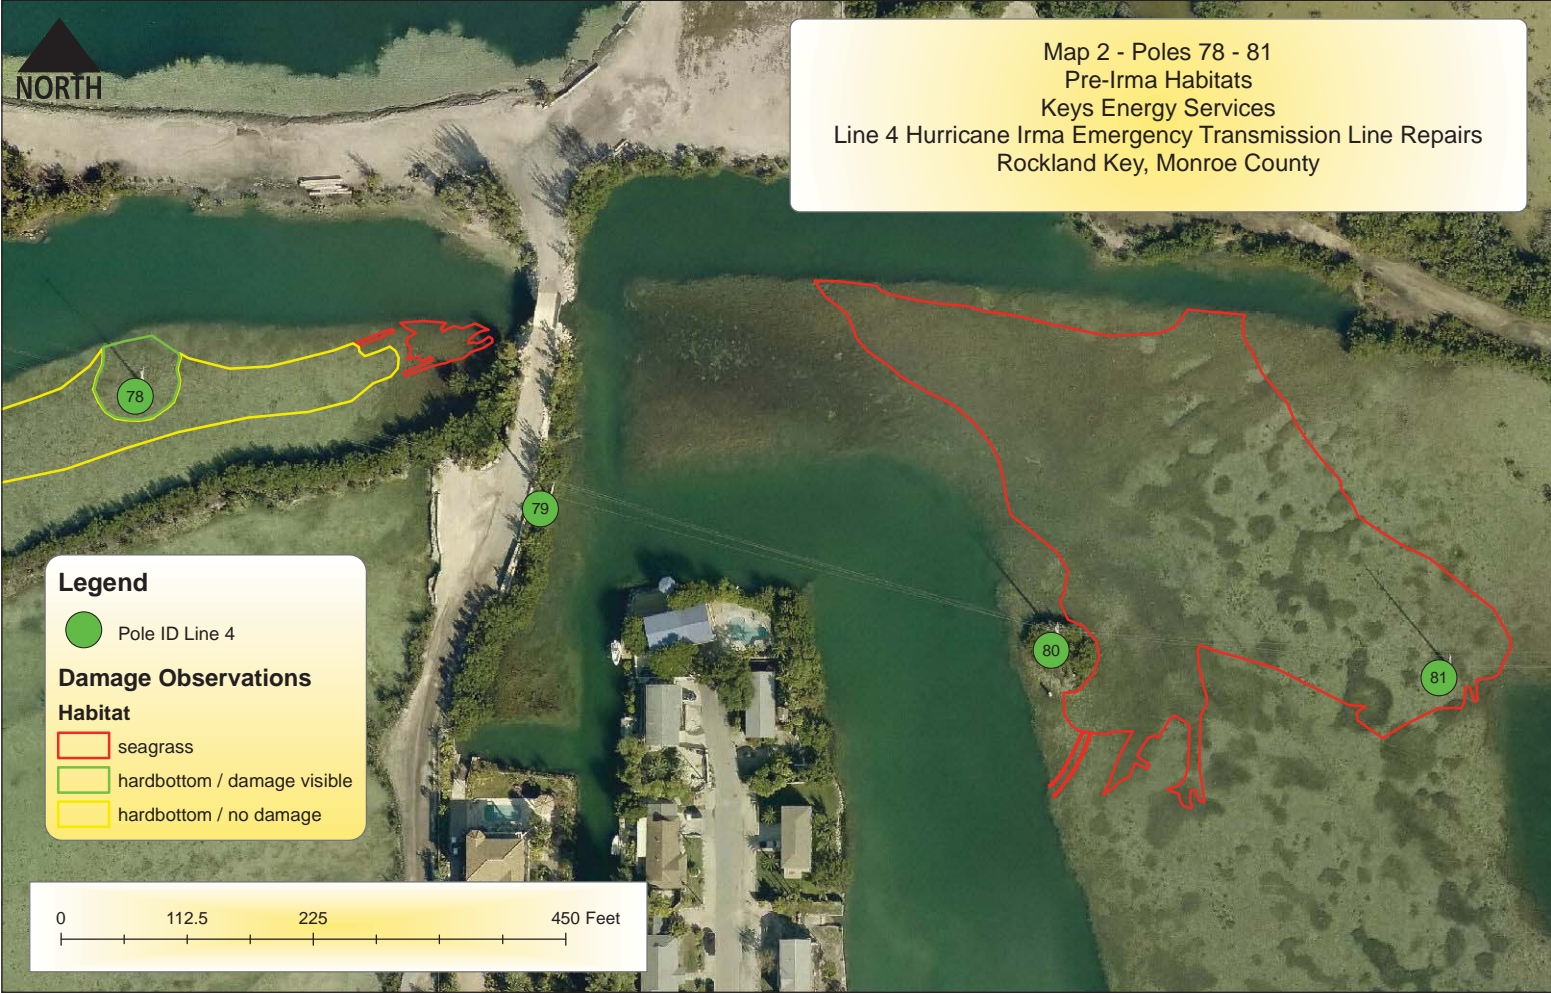 NORTH
Map 2 - Poles 78 - 81
Pre-Irma Habitats
Keys Energy Services
Line 4 Hurricane Irma Emergency Transmission Line Repairs
Rockland Key, Monroe County
78
79
80
81
Legend
Pole ID Line 4
Damage Observations
Habitat
seagrass
hardbottom / damage visible
hardbottom / no damage
0 112.5 225 450 Feet